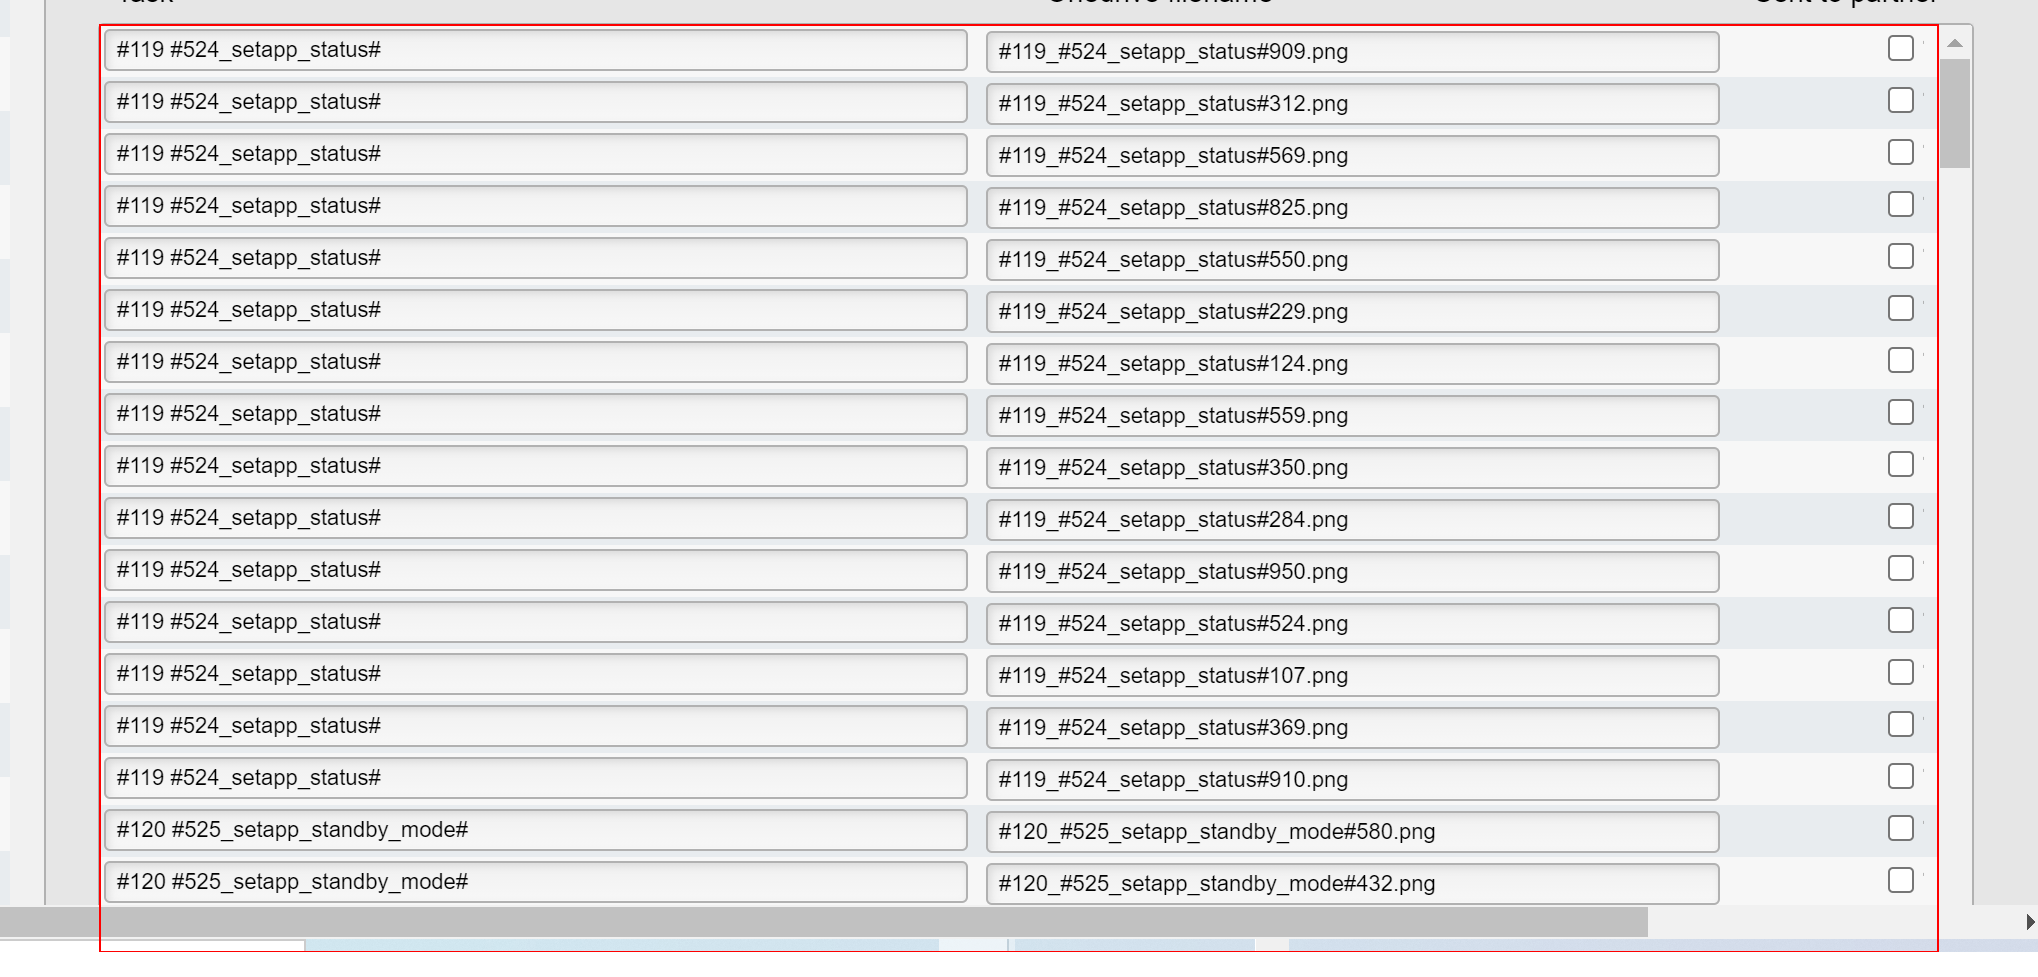 #119 #524_setapp_status# #119_#524_setapp_status#909.png
#119 #524_setapp_status# #119_#524_setapp_status#312.png
#119 #524_setapp_status# #119_#524_setapp_status#569.png
#119 #524_setapp_status# #119_#524_setapp_status#825.png
#119 #524_setapp_status# #119_#524_setapp_status#550.png
#119 #524_setapp_status# #119_#524_setapp_status#229.png
#119 #524_setapp_status# #119_#524_setapp_status#124.png
#119 #524_setapp_status# #119_#524_setapp_status#559.png
#119 #524_setapp_status# #119_#524_setapp_status#350.png
#119 #524_setapp_status# #119_#524_setapp_status#284.png
#119 #524_setapp_status# #119_#524_setapp_status#950.png
#119 #524_setapp_status# #119_#524_setapp_status#524.png
#119 #524_setapp_status# #119_#524_setapp_status#107.png
#119 #524_setapp_status# #119_#524_setapp_status#369.png
#119 #524_setapp_status# #119_#524_setapp_status#910.png
#120 #525_setapp_standby_mode# #120_#525_setapp_standby_mode#580.png
#120 #525_setapp_standby_mode# #120_#525_setapp_standby_mode#432.png